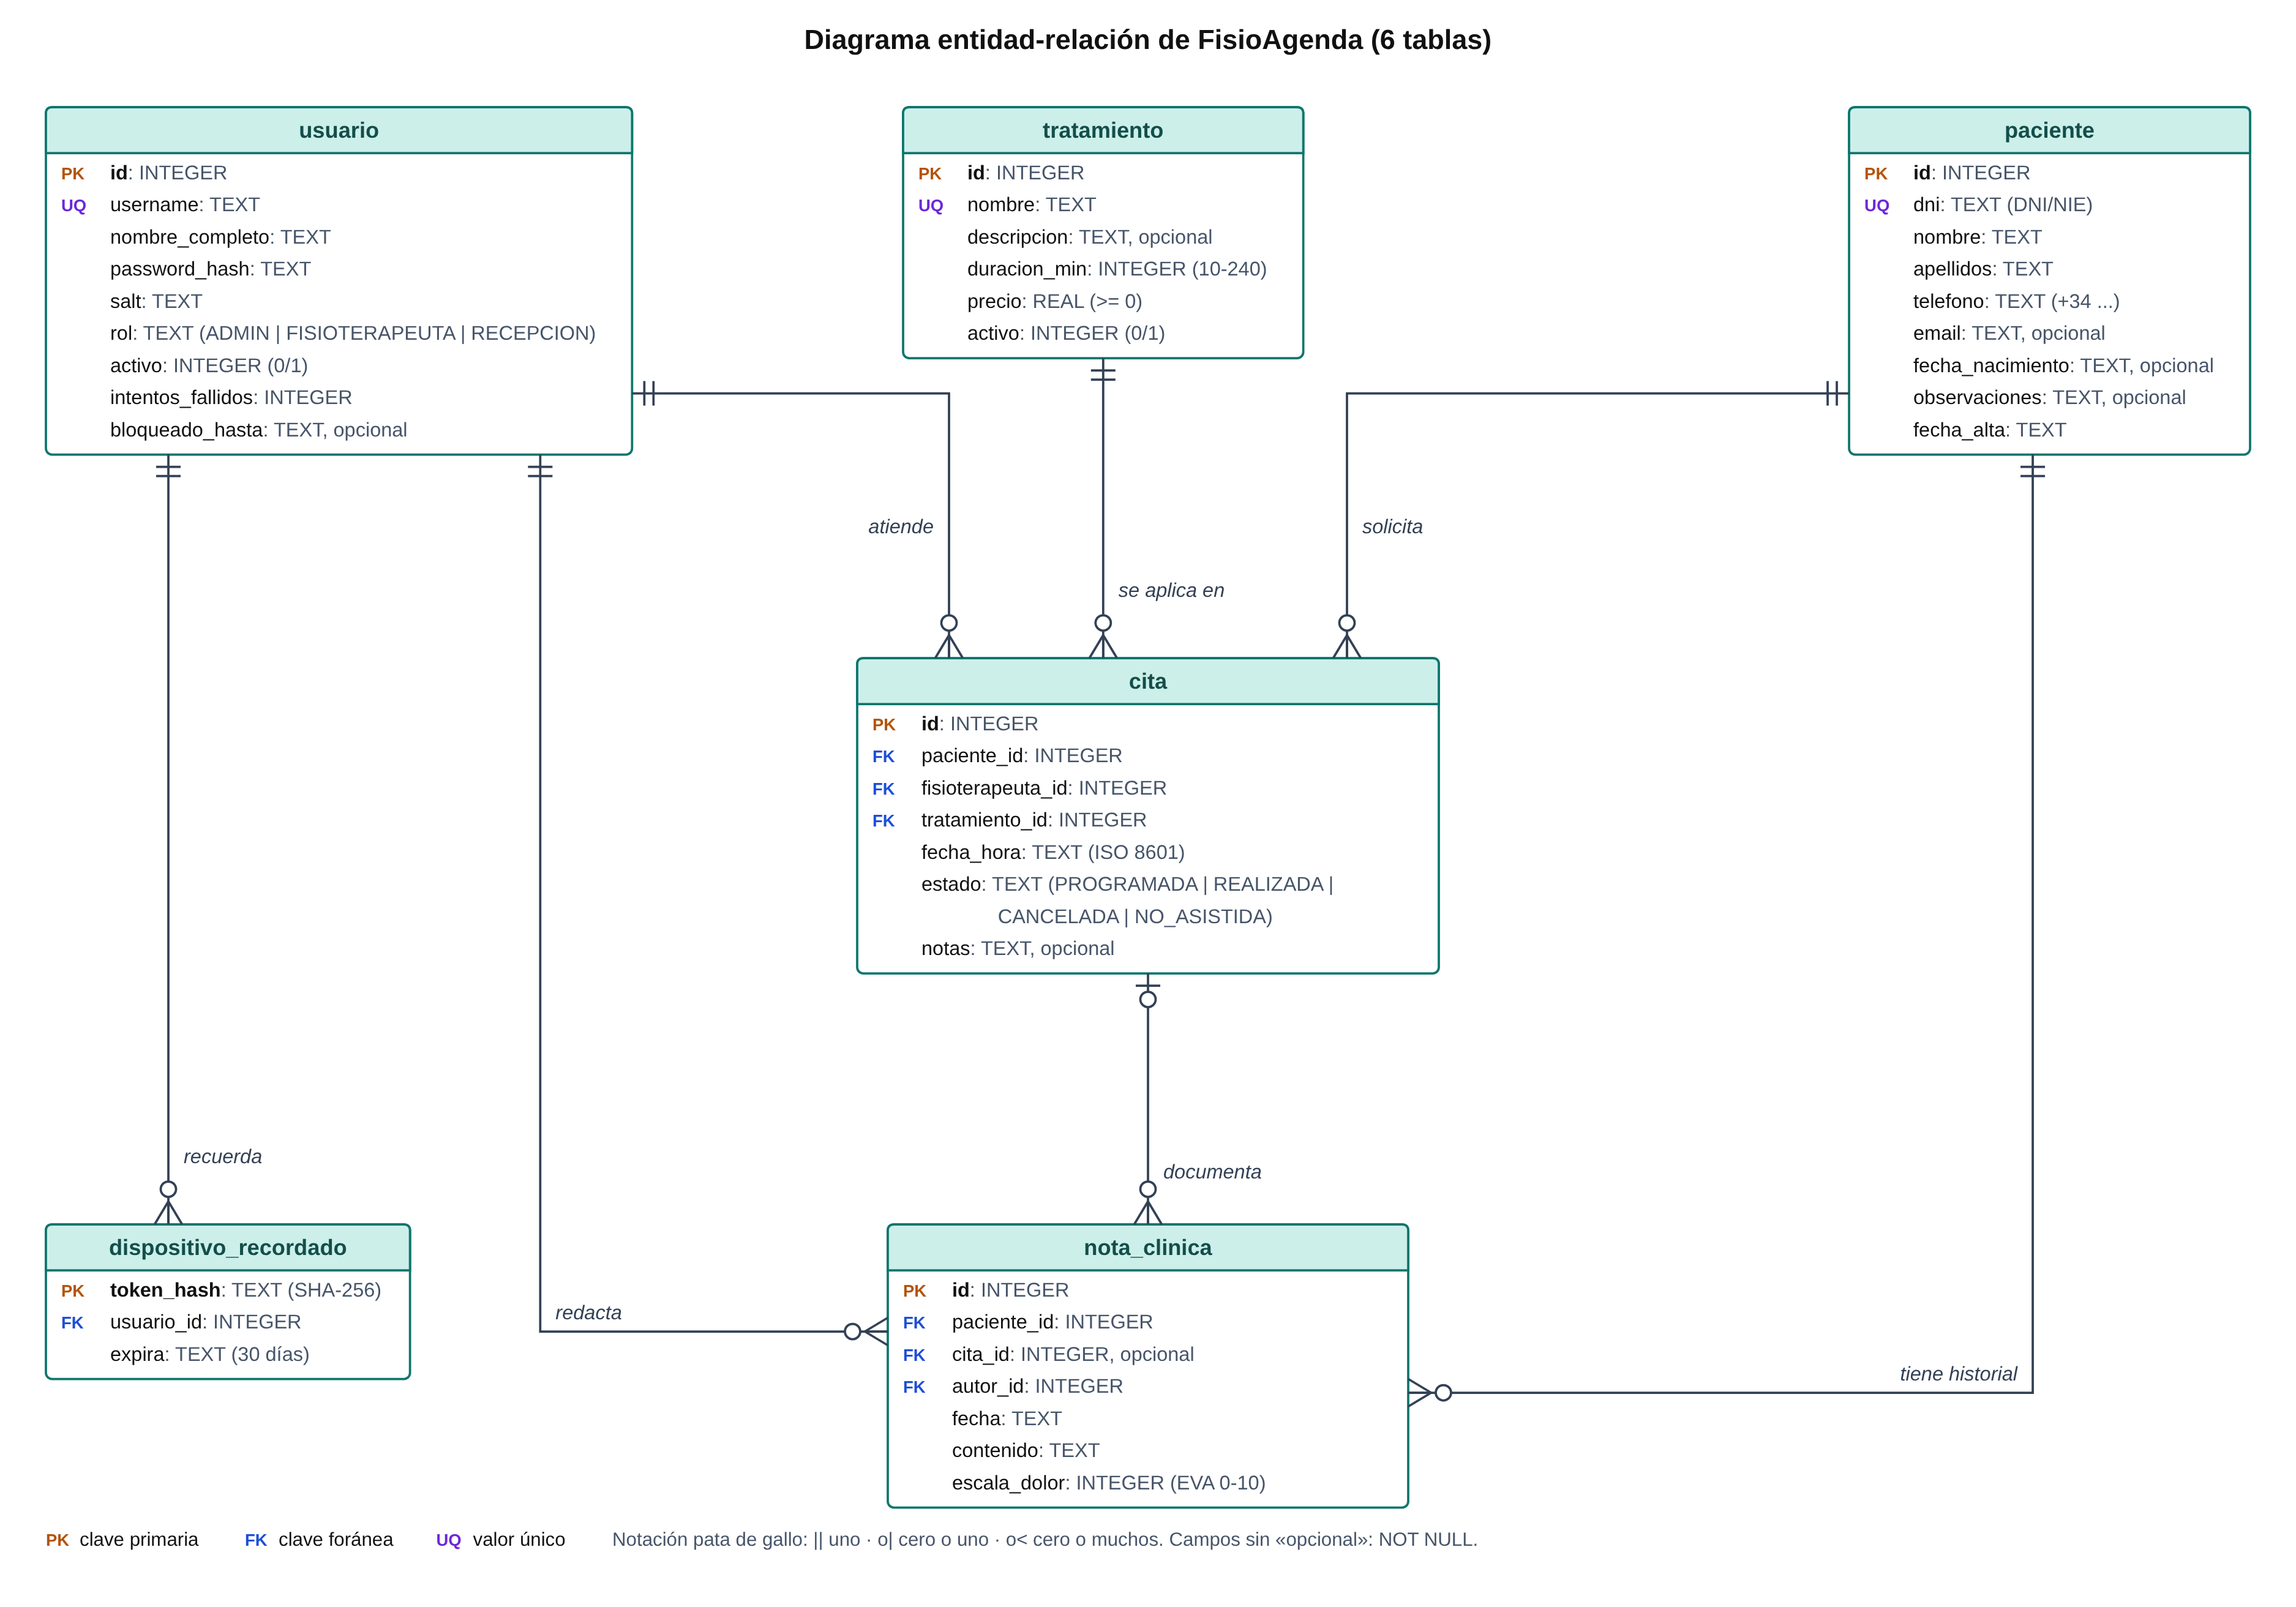 Diagrama entidad-relación de FisioAgenda (6 tablas)
usuario
PK id: INTEGER
UQ username: TEXT
nombre_completo: TEXT
password_hash: TEXT
salt: TEXT
rol: TEXT (ADMIN | FISIOTERAPEUTA | RECEPCION)
activo: INTEGER (0/1)
intentos_fallidos: INTEGER
bloqueado_hasta: TEXT, opcional
tratamiento
PK id: INTEGER
UQ nombre: TEXT
descripcion: TEXT, opcional
duracion_min: INTEGER (10-240)
precio: REAL (>= 0)
activo: INTEGER (0/1)
paciente
PK id: INTEGER
UQ dni: TEXT (DNI/NIE)
nombre: TEXT
apellidos: TEXT
telefono: TEXT (+34 ...)
email: TEXT, opcional
fecha_nacimiento: TEXT, opcional
observaciones: TEXT, opcional
fecha_alta: TEXT
atiende
se aplica en
solicita
cita
PK id: INTEGER
FK paciente_id: INTEGER
FK fisioterapeuta_id: INTEGER
FK tratamiento_id: INTEGER
fecha_hora: TEXT (ISO 8601)
estado: TEXT (PROGRAMADA | REALIZADA |
CANCELADA | NO_ASISTIDA)
notas: TEXT, opcional
recuerda
documenta
dispositivo_recordado
PK token_hash: TEXT (SHA-256)
FK usuario_id: INTEGER
expira: TEXT (30 días)
redacta
nota_clinica
PK id: INTEGER
FK paciente_id: INTEGER
FK cita_id: INTEGER, opcional
FK autor_id: INTEGER
fecha: TEXT
contenido: TEXT
escala_dolor: INTEGER (EVA 0-10)
tiene historial
PK clave primaria FK clave foránea UQ valor único Notación pata de gallo: || uno · o| cero o uno · o< cero o muchos. Campos sin «opcional»: NOT NULL.